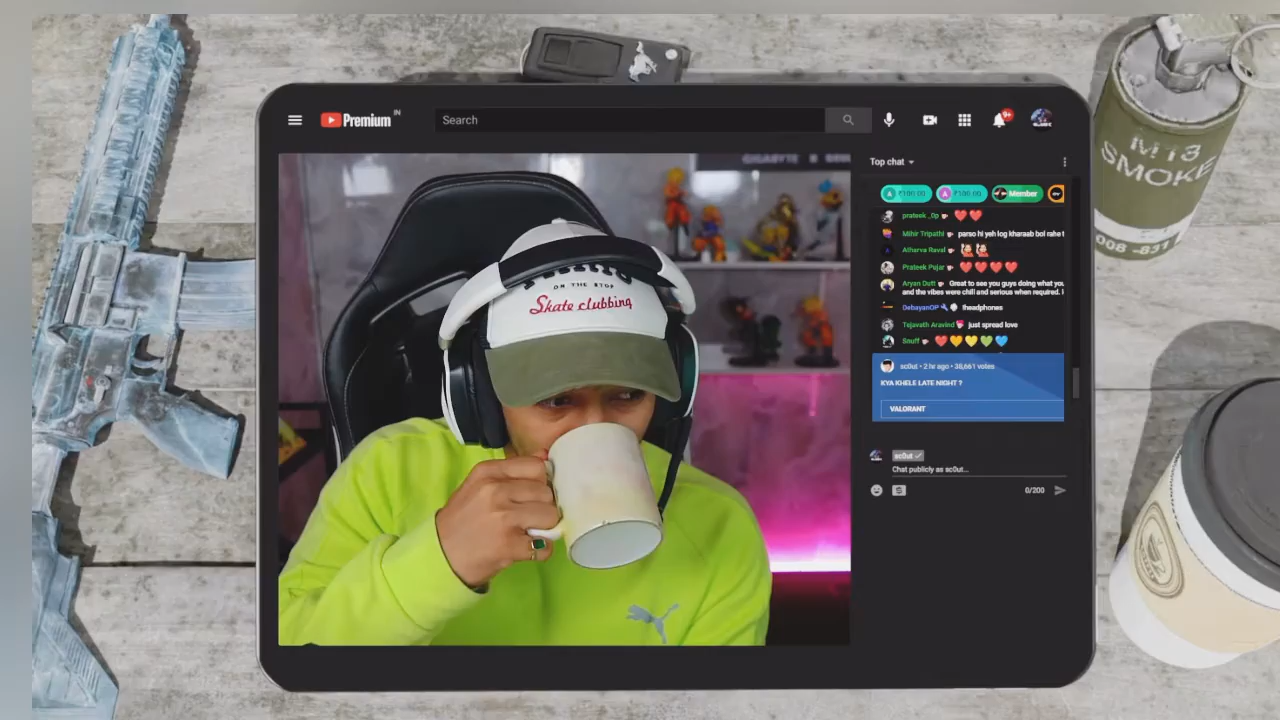 Premium IN
Search
9+
GIGABYTE
ON THE STOP
Skate clubbing
Top chat
₹100.00
₹100.00
Member
prateek _0p
Mihir Tripathi parso hi yeh log kharaab bol rahe t
Atharva Raval
Prateek Pujar
Aryan Dutt Great to see you guys doing what you
and the vibes were chill and serious when required. I
DebayanOP theadphones
Tejavath Aravind just spread love
Snuff
sc0ut • 2 hr ago • 38,661 votes
KYA KHELE LATE NIGHT ?
VALORANT
sc0ut
Chat publicly as sc0ut...
0/200
M18
SMOKE